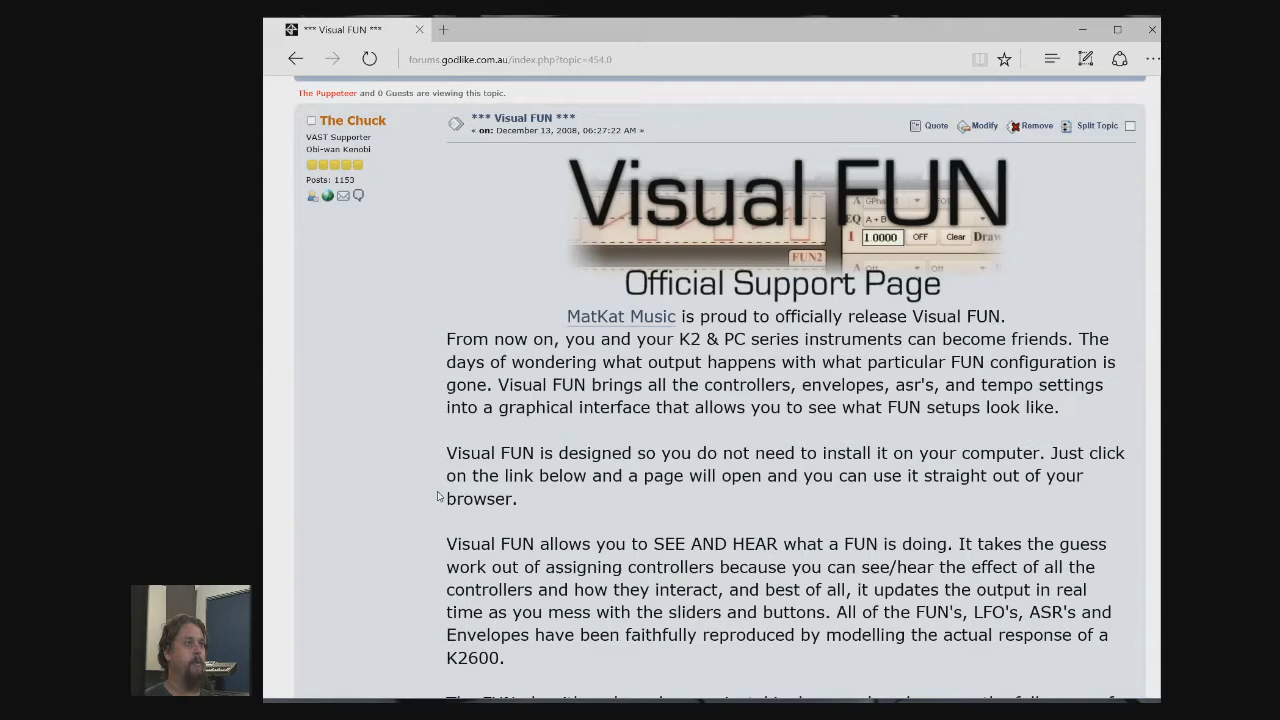 *** Visual FUN ***
forums.godlike.com.au/index.php?topic=454.0
The Puppeteer and 0 Guests are viewing this topic.
The Chuck
VAST Supporter
Obi-wan Kenobi
Posts: 1153
*** Visual FUN ***
« on: December 13, 2008, 06:27:22 AM »
Quote Modify Remove Split Topic
Visual FUN
A GPha
EQ A + B
1 1 0000 OFF Clear Draw
FUN2
A Off Off
Official Support Page
MatKat Music is proud to officially release Visual FUN.
From now on, you and your K2 & PC series instruments can become friends. The
days of wondering what output happens with what particular FUN configuration is
gone. Visual FUN brings all the controllers, envelopes, asr's, and tempo settings
into a graphical interface that allows you to see what FUN setups look like.
Visual FUN is designed so you do not need to install it on your computer. Just click
on the link below and a page will open and you can use it straight out of your
browser.
Visual FUN allows you to SEE AND HEAR what a FUN is doing. It takes the guess
work out of assigning controllers because you can see/hear the effect of all the
controllers and how they interact, and best of all, it updates the output in real
time as you mess with the sliders and buttons. All of the FUN's, LFO's, ASR's and
Envelopes have been faithfully reproduced by modelling the actual response of a
K2600.